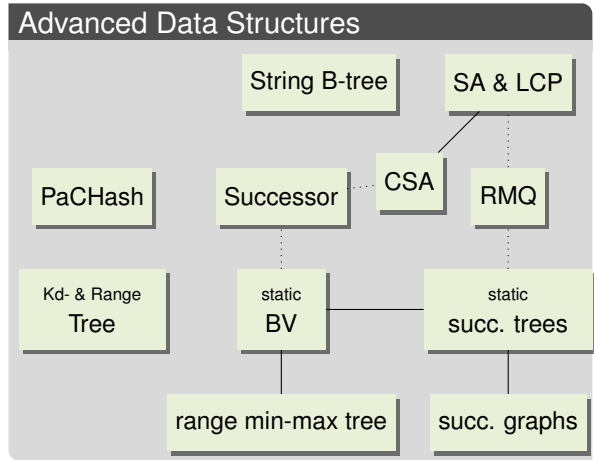 Advanced Data Structures
String B-tree
SA & LCP
PaCHash
Successor
CSA
RMQ
Kd- & Range
Tree
static
BV
static
succ. trees
range min-max tree
succ. graphs